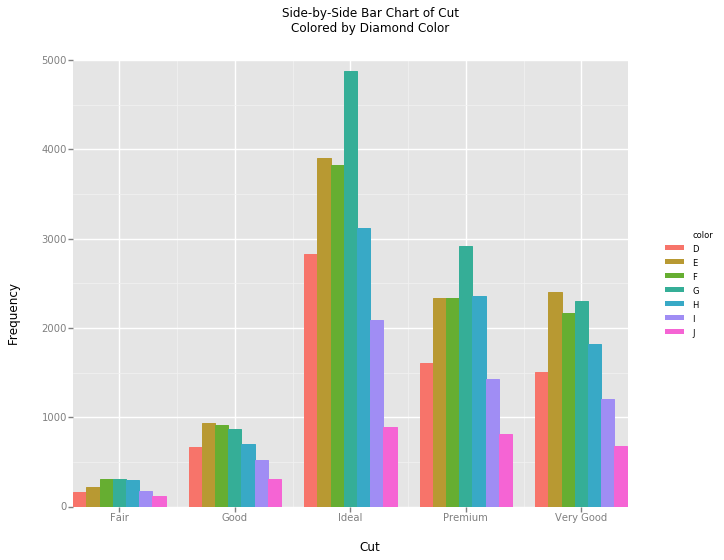 Side-by-Side Bar Chart of Cut
Colored by Diamond Color
5000
4000
3000
2000
1000
0
Frequency
Fair
Good
Ideal
Premium
Very Good
Cut
color
D
E
F
G
H
I
J